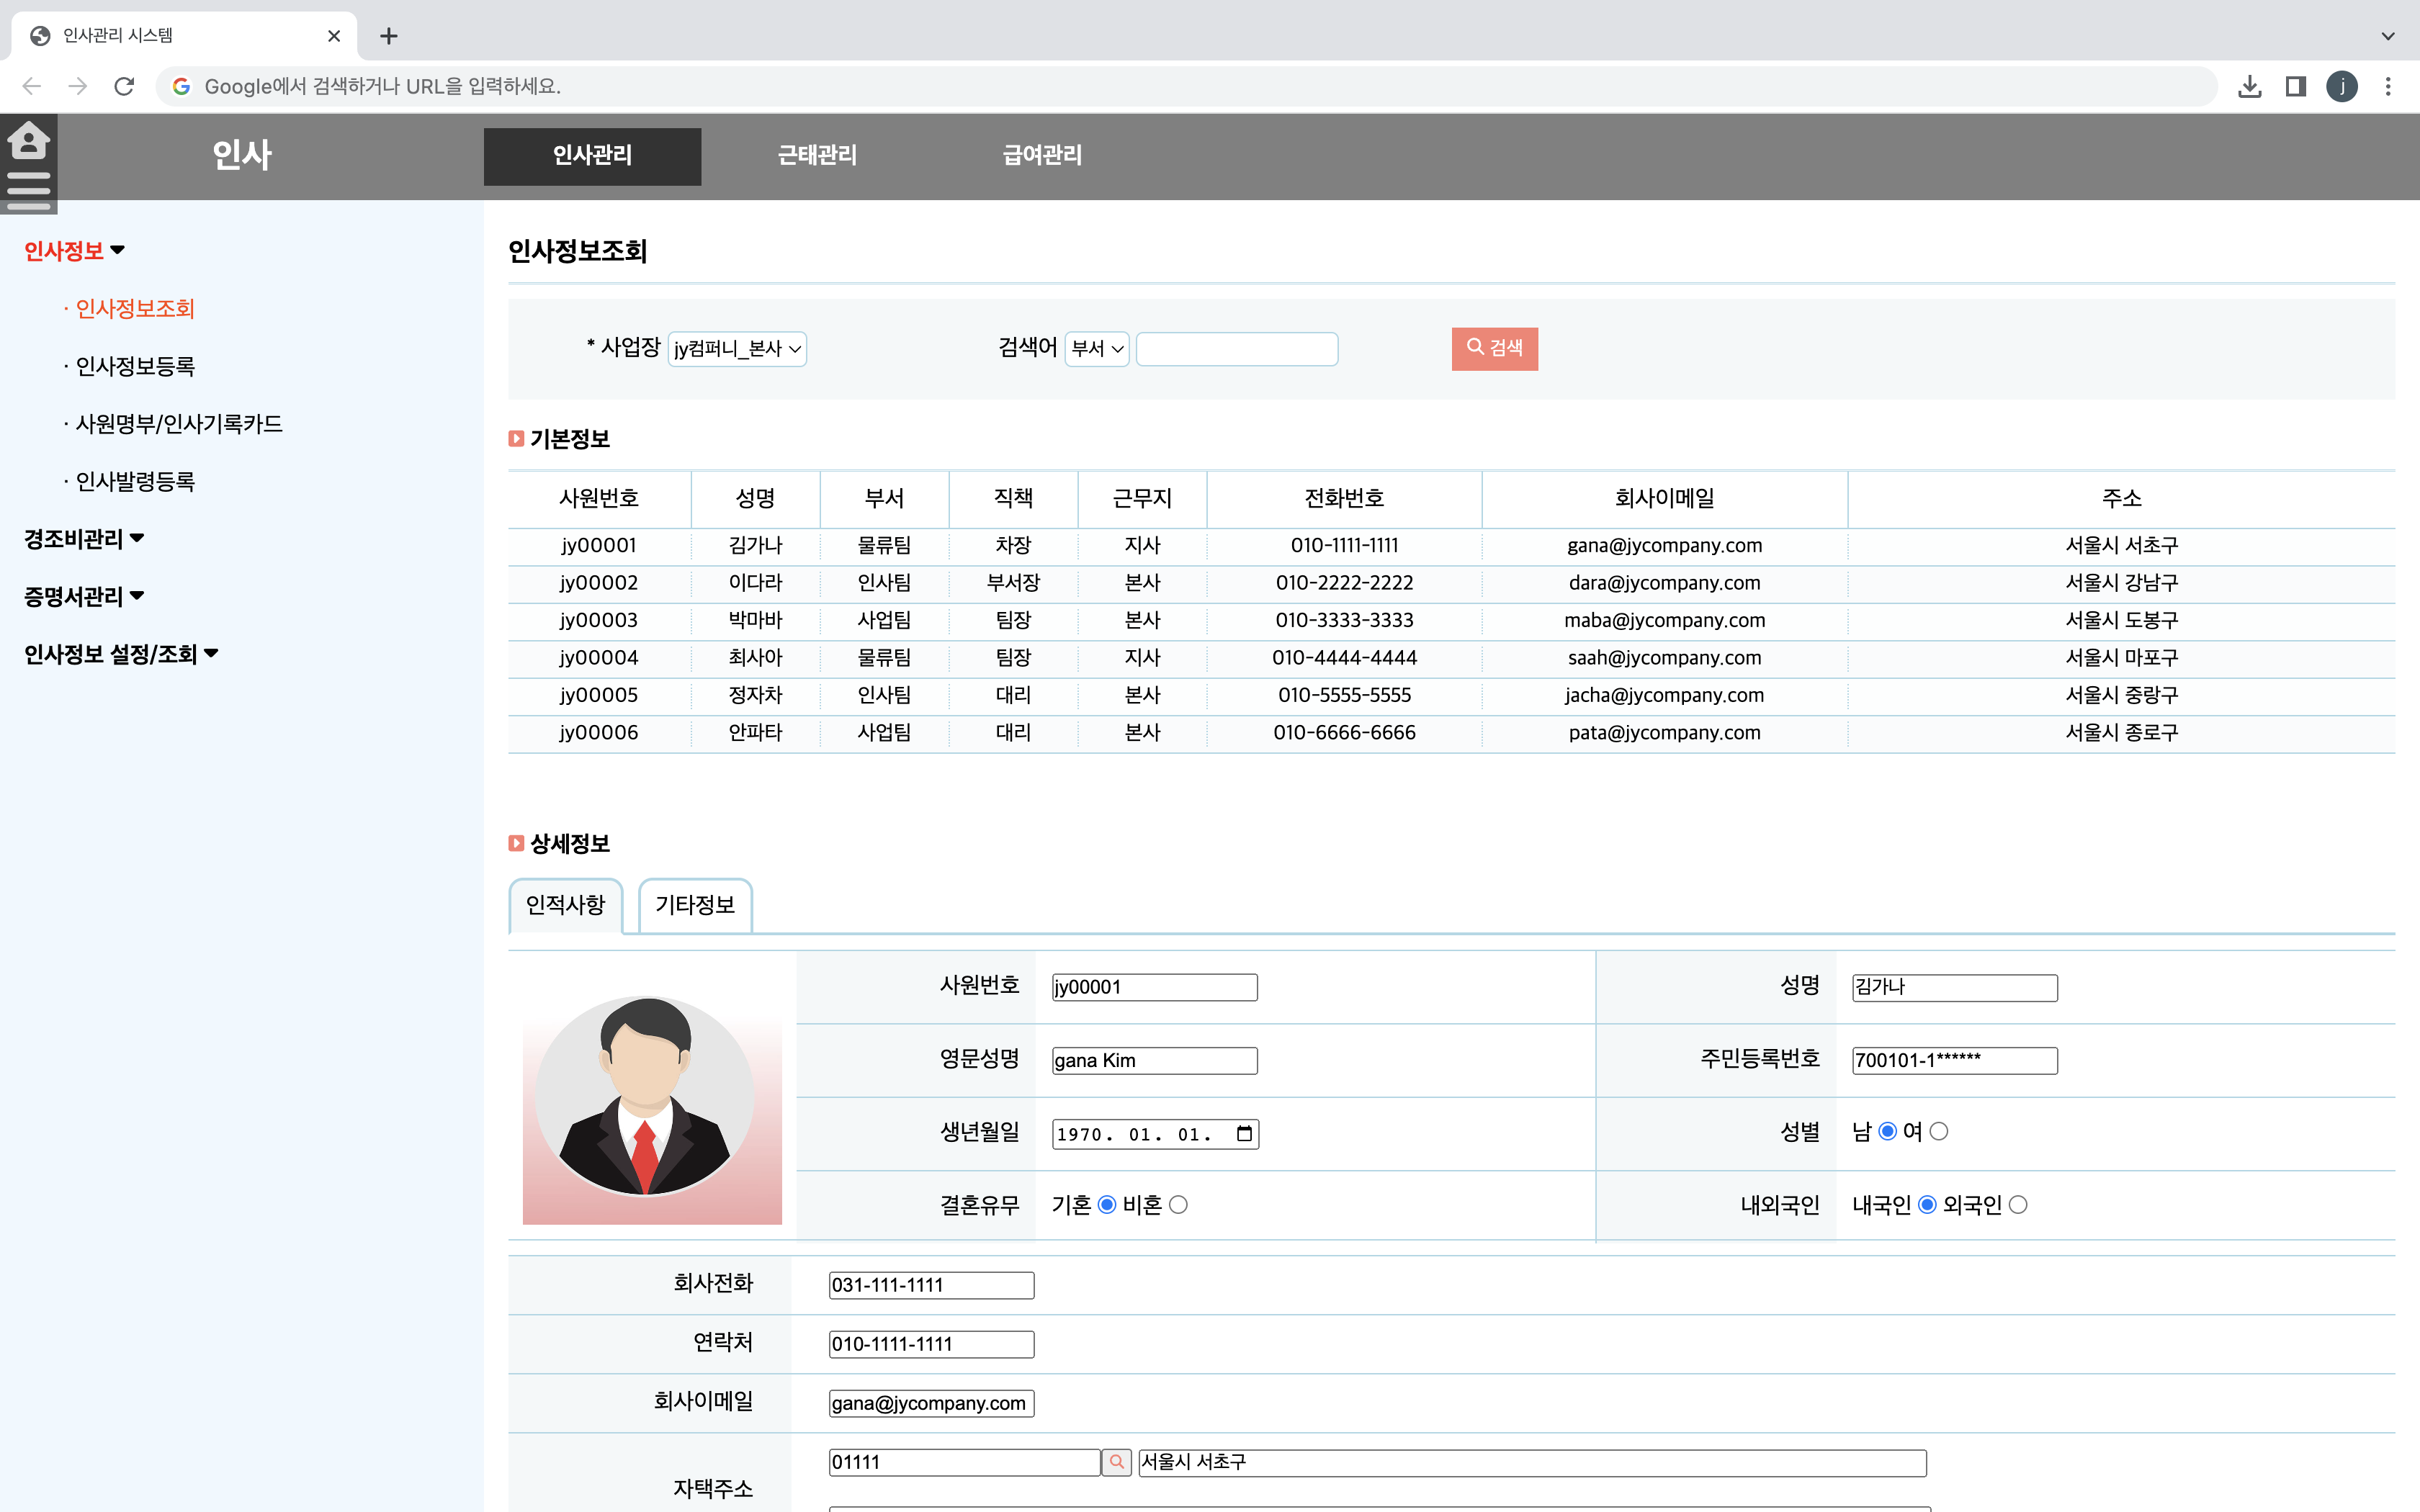 인사관리 시스템
Google에서 검색하거나 URL을 입력하세요.
j
인사 인사관리 근태관리 급여관리
인사정보
· 인사정보조회
· 인사정보등록
· 사원명부/인사기록카드
· 인사발령등록
경조비관리
증명서관리
인사정보 설정/조회
인사정보조회
* 사업장 jy컴퍼니_본사 검색어 부서 검색
기본정보
사원번호 성명 부서 직책 근무지 전화번호 회사이메일 주소
jy00001 김가나 물류팀 차장 지사 010-1111-1111 gana@jycompany.com 서울시 서초구
jy00002 이다라 인사팀 부서장 본사 010-2222-2222 dara@jycompany.com 서울시 강남구
jy00003 박마바 사업팀 팀장 본사 010-3333-3333 maba@jycompany.com 서울시 도봉구
jy00004 최사아 물류팀 팀장 지사 010-4444-4444 saah@jycompany.com 서울시 마포구
jy00005 정자차 인사팀 대리 본사 010-5555-5555 jacha@jycompany.com 서울시 중랑구
jy00006 안파타 사업팀 대리 본사 010-6666-6666 pata@jycompany.com 서울시 종로구
상세정보
인적사항 기타정보
사원번호 jy00001 성명 김가나
영문성명 gana Kim 주민등록번호 700101-1******
생년월일 1970. 01. 01. 성별 남 여
결혼유무 기혼 비혼 내외국인 내국인 외국인
회사전화 031-111-1111
연락처 010-1111-1111
회사이메일 gana@jycompany.com
자택주소 01111 서울시 서초구